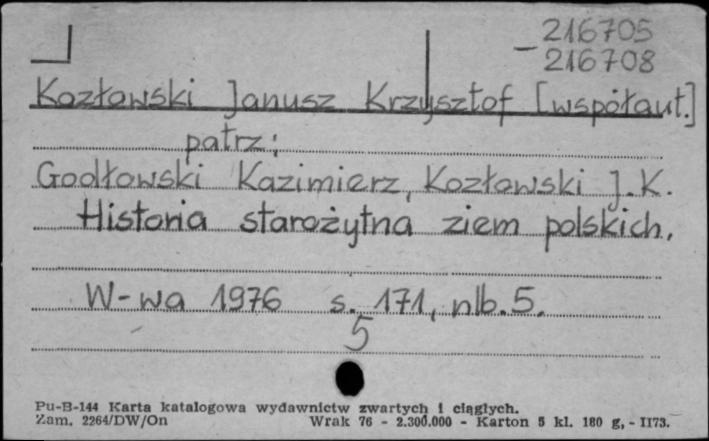 216705
- 216708
Kozłowski Janusz Krzysztof [współaut.]
patrz:
Godłowski Kazimierz, Kozłowski J.K.
Historia starożytna ziem polskich.
W-wa 1976 s. 171, nlb. 5.
5
Pu-B-144 Karta katalogowa wydawnictw zwartych i ciągłych.
Zam. 2264/DW/On Wrak 76 - 2.300.000 - Karton 5 kl. 180 g, - II73.